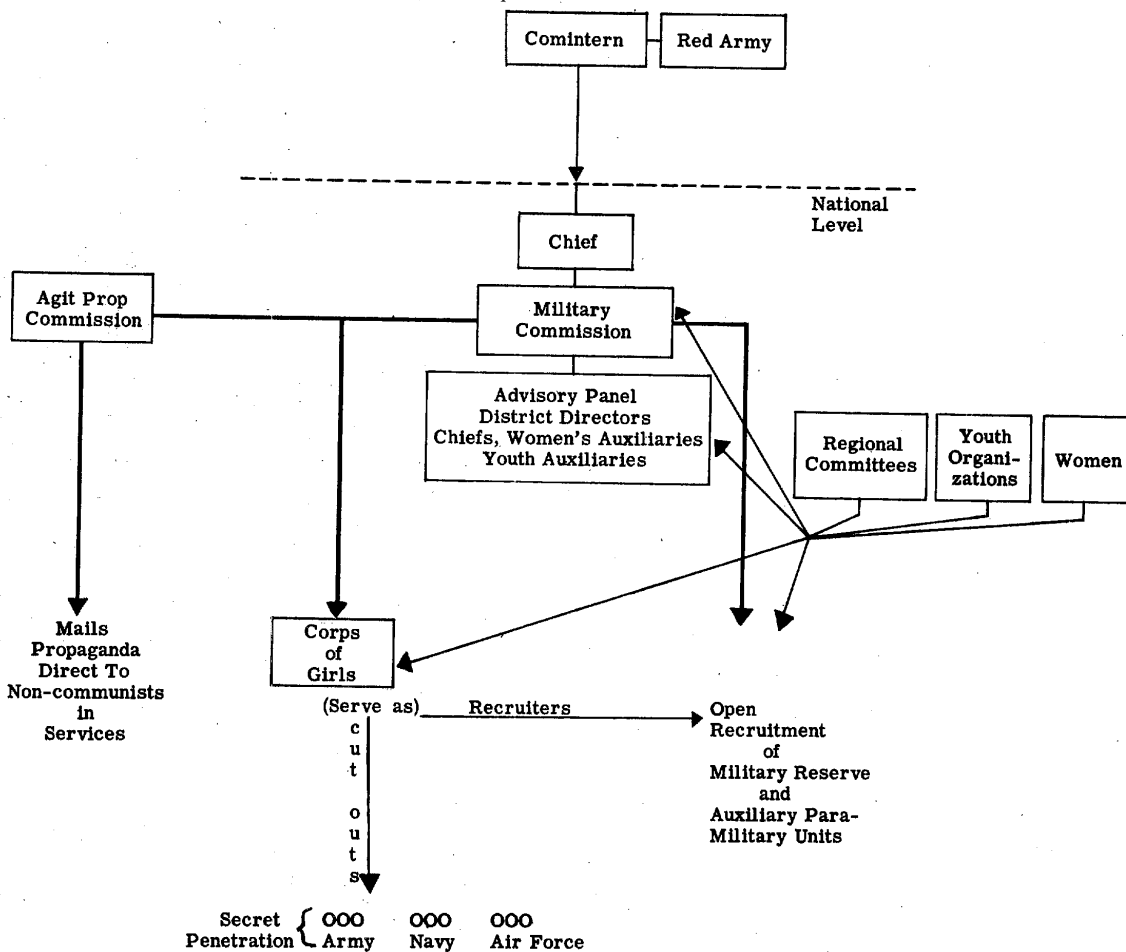 Comintern
Red Army
National
Level
Chief
Agit Prop
Commission
Military
Commission
Advisory Panel
District Directors
Chiefs, Women's Auxiliaries
Youth Auxiliaries
Regional
Committees
Youth
Organi-
zations
Women
Mails
Propaganda
Direct To
Non-communists
in
Services
Corps
of
Girls
(Serve as)
Recruiters
cut outs
Open
Recruitment
of
Military Reserve
and
Auxiliary Para-
Military Units
Secret
Penetration
OOO OOO OOO
Army Navy Air Force